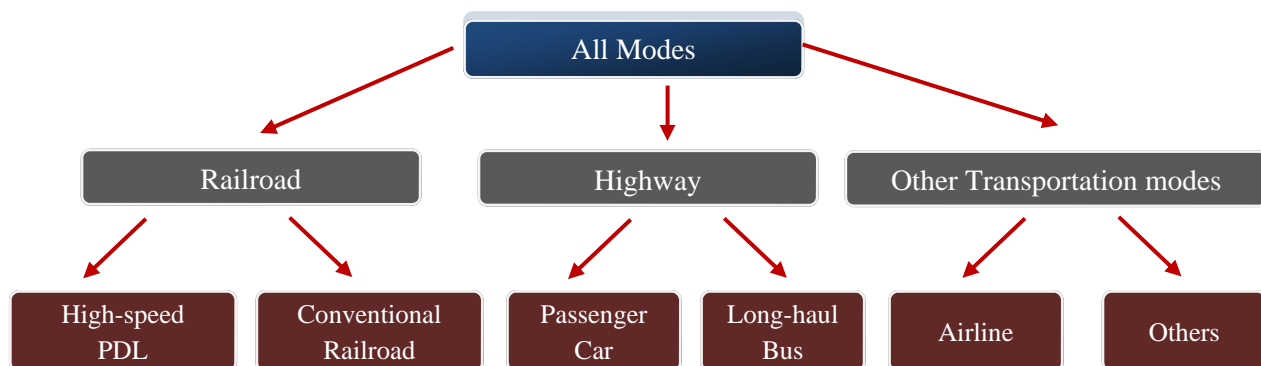 All Modes
Railroad
Highway
Other Transportation modes
High-speed
PDL
Conventional
Railroad
Passenger
Car
Long-haul
Bus
Airline
Others